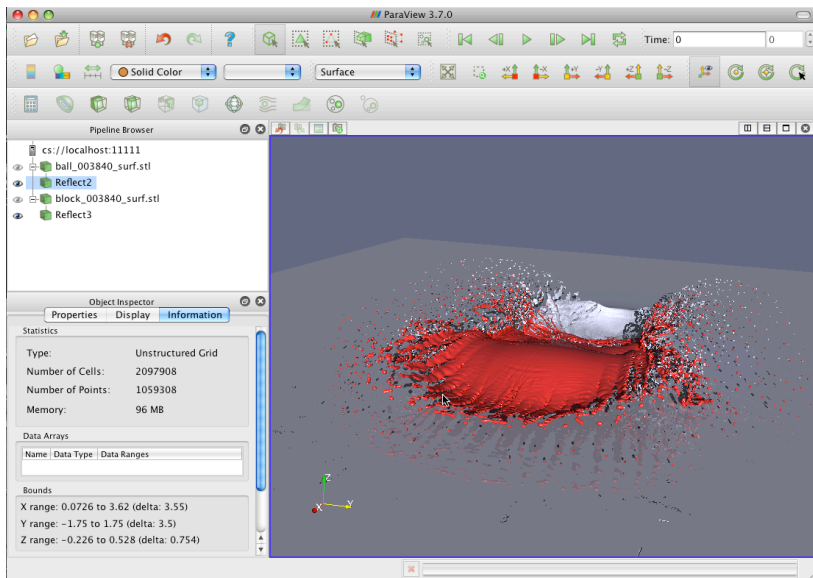 ParaView 3.7.0
Time: 0 0
Solid Color Surface
+X -X +Y -Y +Z -Z
Pipeline Browser
cs://localhost:11111
ball_003840_surf.stl
Reflect2
block_003840_surf.stl
Reflect3
Object Inspector
Properties Display Information
Statistics
Type: Unstructured Grid
Number of Cells: 2097908
Number of Points: 1059308
Memory: 96 MB
Data Arrays
Name Data Type Data Ranges
Bounds
X range: 0.0726 to 3.62 (delta: 3.55)
Y range: -1.75 to 1.75 (delta: 3.5)
Z range: -0.226 to 0.528 (delta: 0.754)
Z
X Y